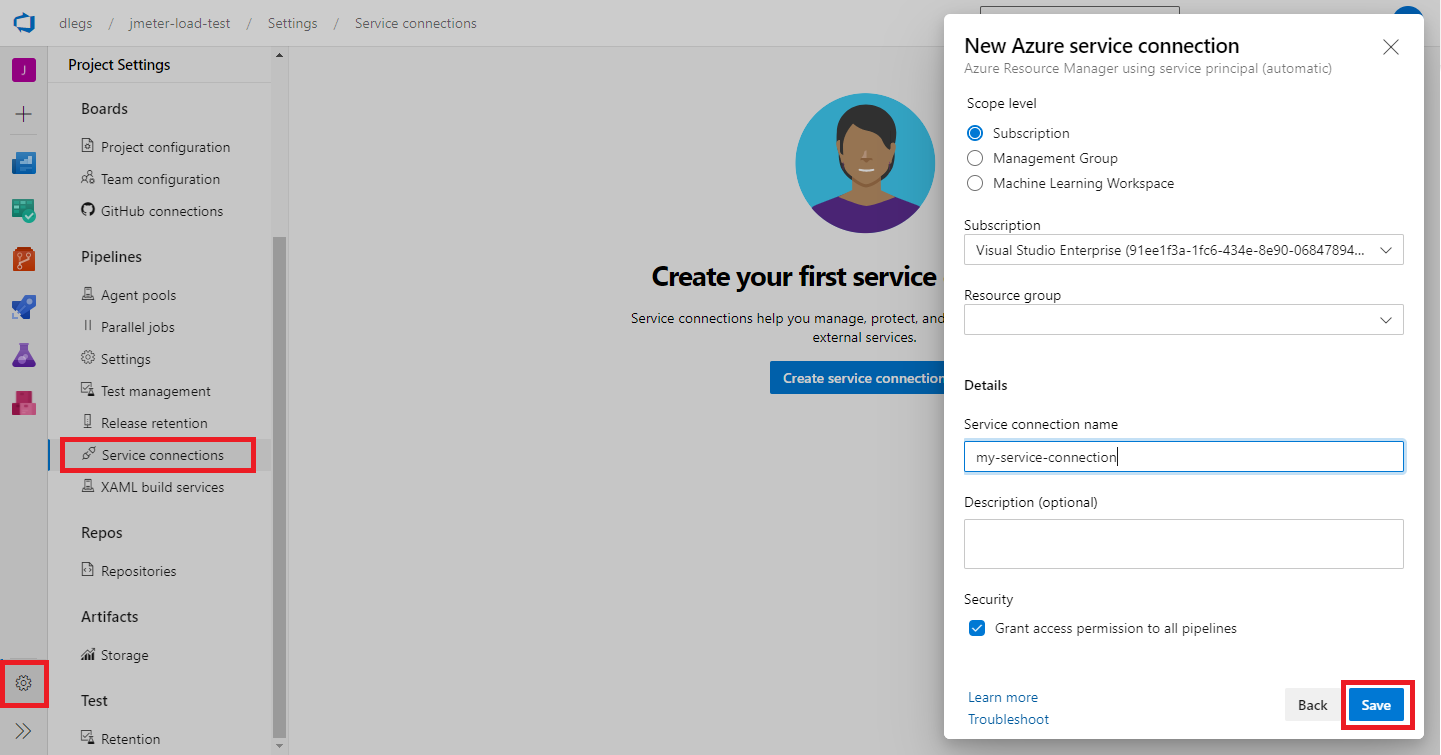 dlegs / jmeter-load-test / Settings / Service connections
J
Project Settings
Boards
Project configuration
Team configuration
GitHub connections
Pipelines
Agent pools
Parallel jobs
Settings
Test management
Release retention
Service connections
XAML build services
Repos
Repositories
Artifacts
Storage
Test
Retention
Create your first service
Service connections help you manage, protect, and
external services.
Create service connection
New Azure service connection
Azure Resource Manager using service principal (automatic)
Scope level
Subscription
Management Group
Machine Learning Workspace
Subscription
Visual Studio Enterprise (91ee1f3a-1fc6-434e-8e90-06847894...
Resource group
Details
Service connection name
my-service-connection
Description (optional)
Security
Grant access permission to all pipelines
Learn more
Troubleshoot
Back
Save